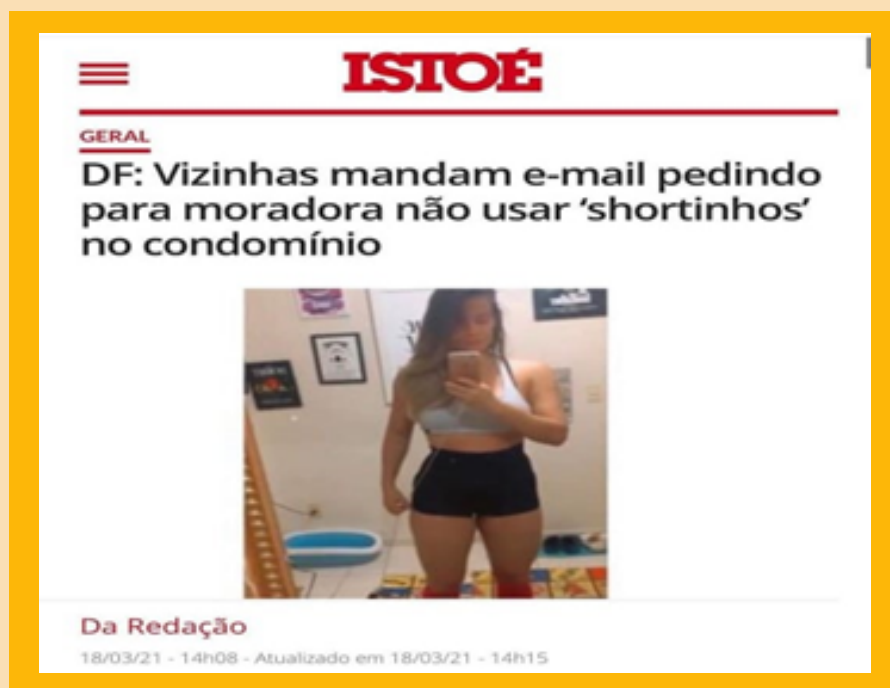 ISTOÉ
GERAL
DF: Vizinhas mandam e-mail pedindo
para moradora não usar ‘shortinhos’
no condomínio
Da Redação
18/03/21 - 14h08 - Atualizado em 18/03/21 - 14h15